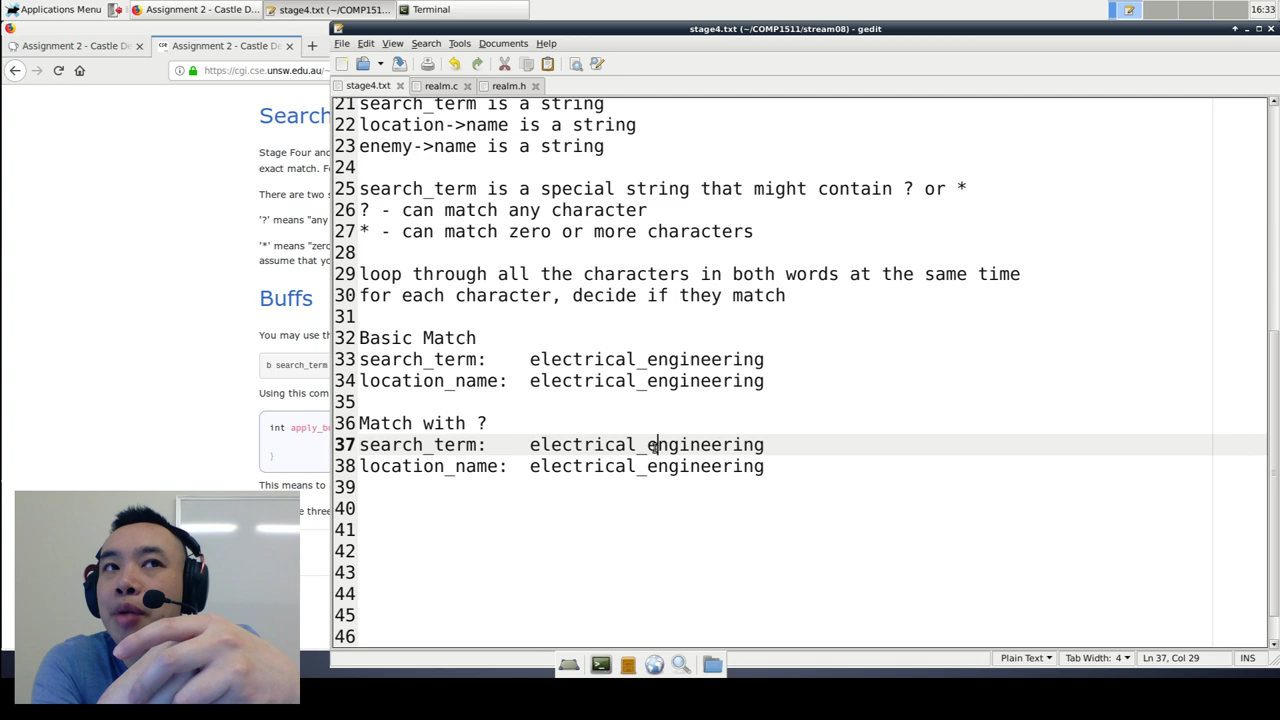 Applications Menu
Assignment 2 - Castle D...
stage4.txt (~/COMP1511...
Terminal
16:33
stage4.txt (~/COMP1511/stream08) - gedit
Assignment 2 - Castle De
Assignment 2 - Castle De
https://cgi.cse.unsw.edu.au/~
File Edit View Search Tools Documents Help
stage4.txt
realm.c
realm.h
Search
Stage Four and
exact match. Fo
There are two s
'?' means "any
'*' means "zero
assume that yo
Buffs
You may use th
b search_term
Using this com
int apply_bu
}
This means to
e three
21 search_term is a string
22 location->name is a string
23 enemy->name is a string
24
25 search_term is a special string that might contain ? or *
26 ? - can match any character
27 * - can match zero or more characters
28
29 loop through all the characters in both words at the same time
30 for each character, decide if they match
31
32 Basic Match
33 search_term: electrical_engineering
34 location_name: electrical_engineering
35
36 Match with ?
37 search_term: electrical_engineering
38 location_name: electrical_engineering
39
40
41
42
43
44
45
46
Plain Text
Tab Width: 4
Ln 37, Col 29
INS